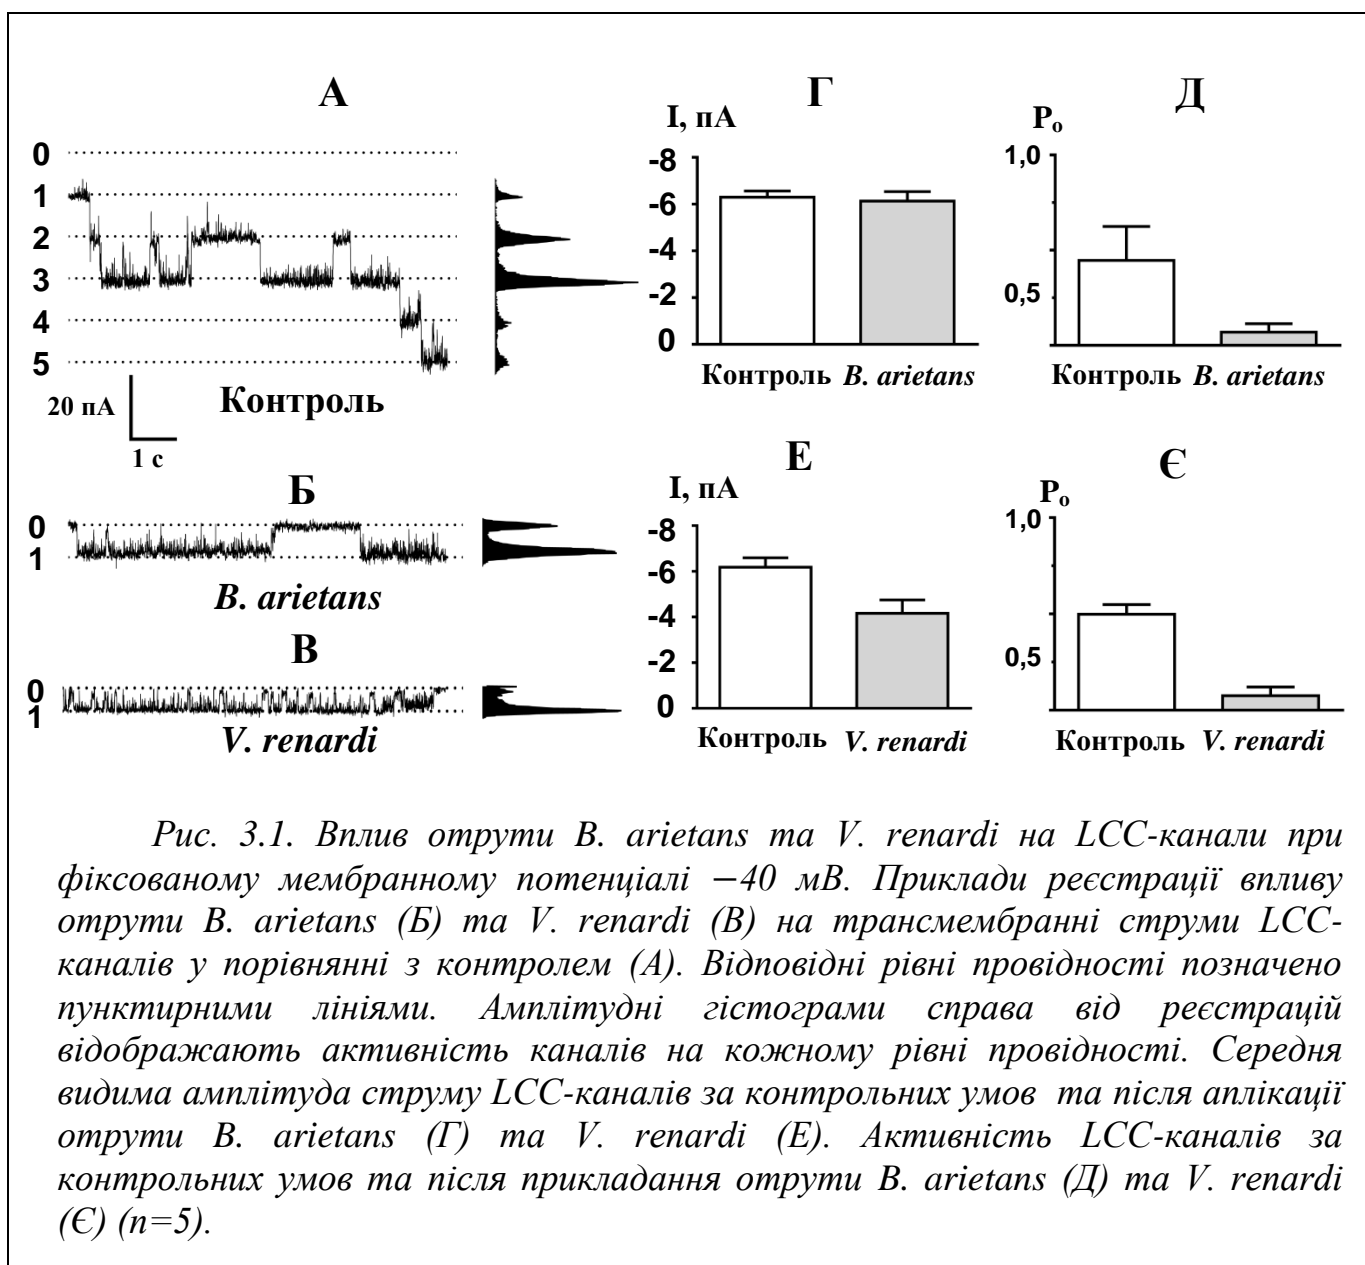 А
0
1
2
3
4
5
20 пА
1 с
Контроль
Г
I, пА
-8
-6
-4
-2
0
Контроль B. arietans
Д
Pₒ
1,0
0,5
Контроль B. arietans
Б
0
1
B. arietans
В
0
1
V. renardi
Е
I, пА
-8
-6
-4
-2
0
Контроль V. renardi
Є
Pₒ
1,0
0,5
Контроль V. renardi
Рис. 3.1. Вплив отрути B. arietans та V. renardi на LCC-канали при
фіксованому мембранному потенціалі −40 мВ. Приклади реєстрації впливу
отрути B. arietans (Б) та V. renardi (В) на трансмембранні струми LCC-
каналів у порівнянні з контролем (А). Відповідні рівні провідності позначено
пунктирними лініями. Амплітудні гістограми справа від реєстрацій
відображають активність каналів на кожному рівні провідності. Середня
видима амплітуда струму LCC-каналів за контрольних умов та після аплікації
отрути B. arietans (Г) та V. renardi (Е). Активність LCC-каналів за
контрольних умов та після прикладання отрути B. arietans (Д) та V. renardi
(Є) (n=5).